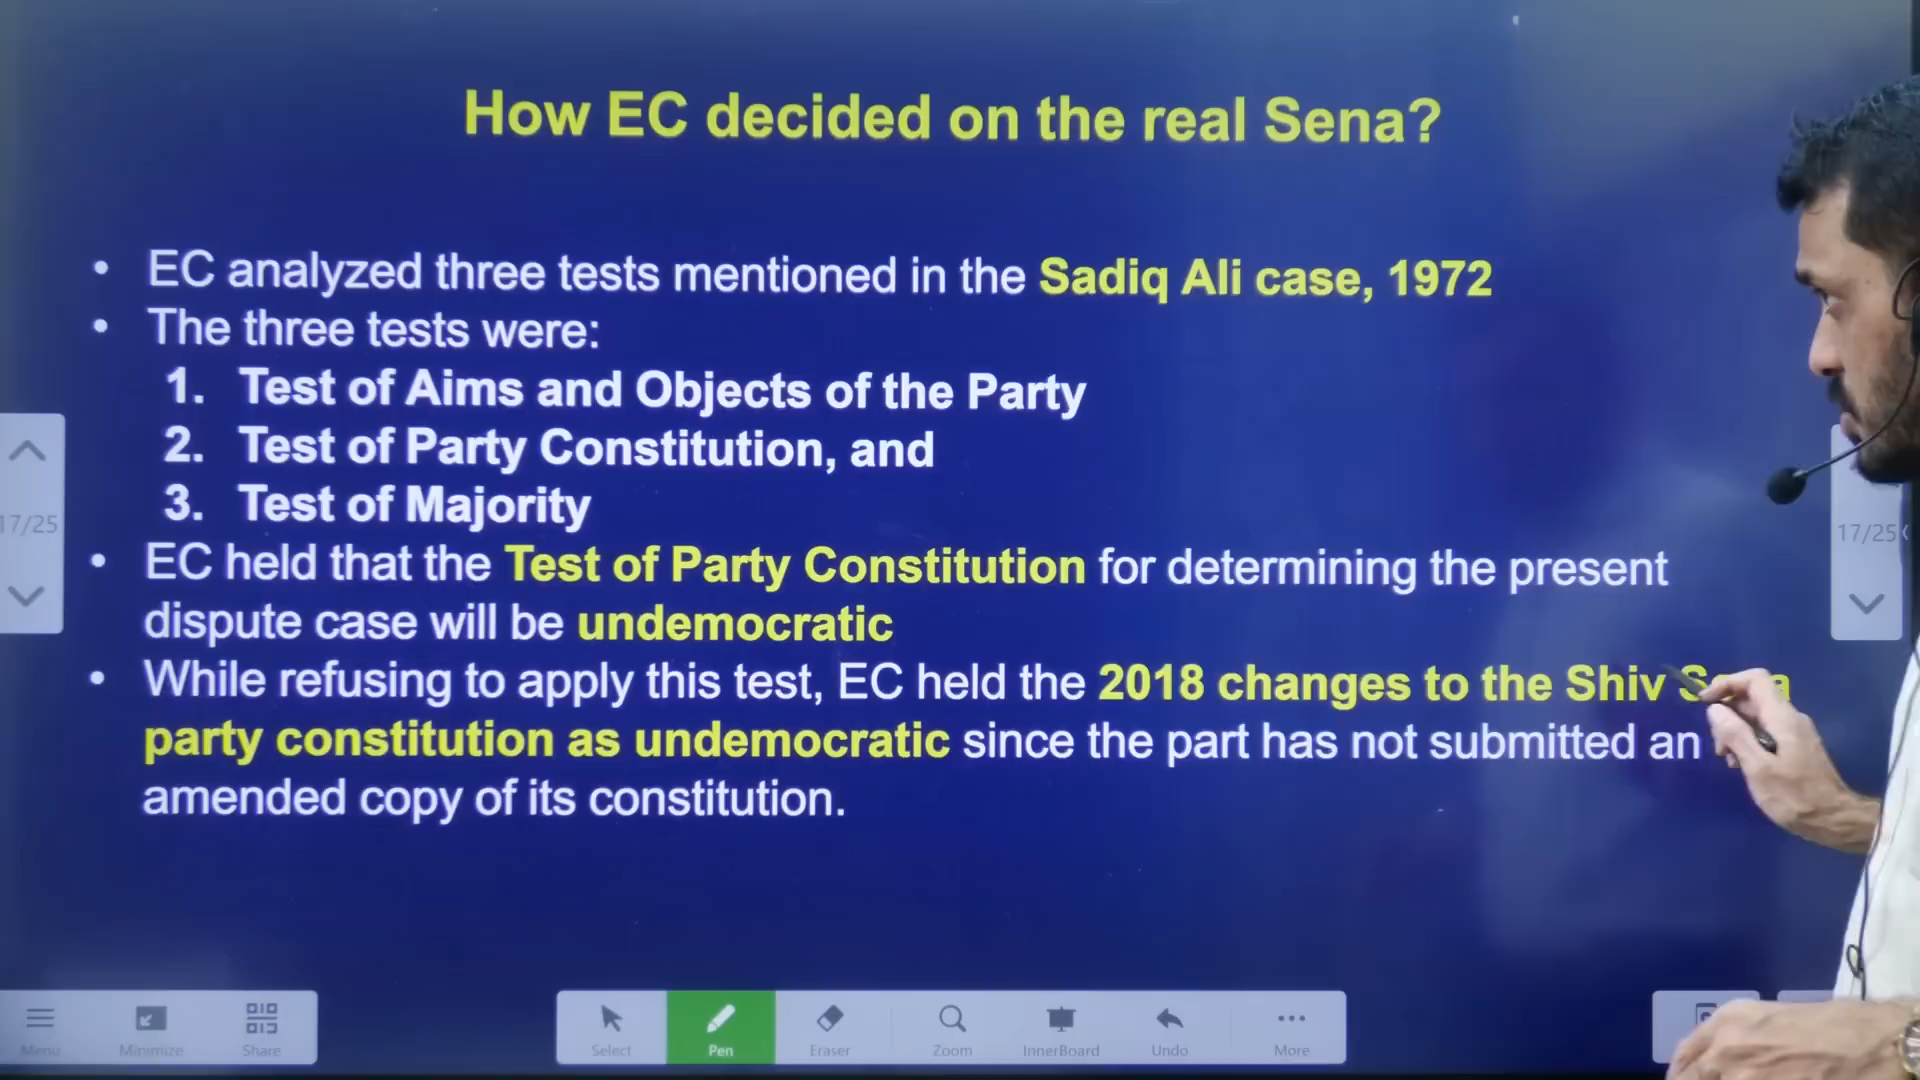 How EC decided on the real Sena?
• EC analyzed three tests mentioned in the Sadiq Ali case, 1972
• The three tests were:
1. Test of Aims and Objects of the Party
2. Test of Party Constitution, and
3. Test of Majority
• EC held that the Test of Party Constitution for determining the present
dispute case will be undemocratic
• While refusing to apply this test, EC held the 2018 changes to the Shiv Sena
party constitution as undemocratic since the part has not submitted an
amended copy of its constitution.
17/25
17/25
Menu Minimize Share Select Pen Eraser Zoom InnerBoard Undo More